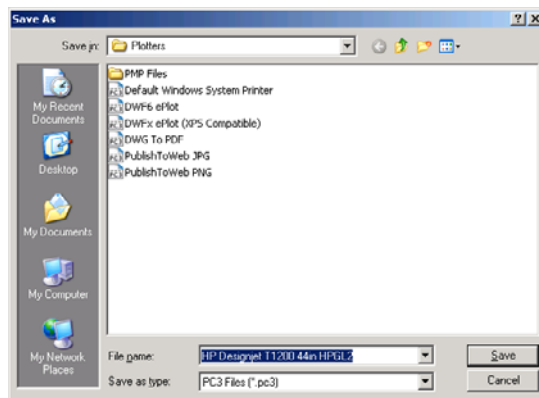 Save As
Save in:
Plotters
My Recent
Documents
Desktop
My Documents
My Computer
My Network
Places
PMP Files
Default Windows System Printer
DWF6 ePlot
DWFx ePlot (XPS Compatible)
DWG To PDF
PublishToWeb JPG
PublishToWeb PNG
File name:
HP Designjet T1200 44in HPGL2
Save
Save as type:
PC3 Files (*.pc3)
Cancel